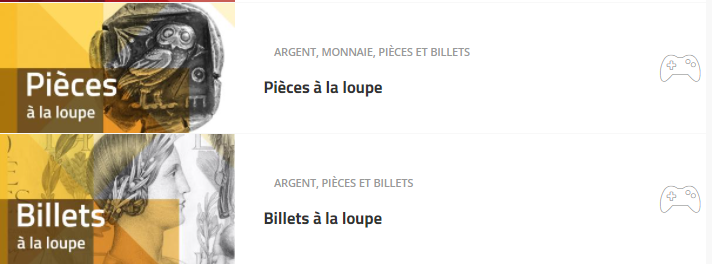 Pièces
à la loupe
ARGENT, MONNAIE, PIÈCES ET BILLETS
Pièces à la loupe
Billets
à la loupe
ARGENT, PIÈCES ET BILLETS
Billets à la loupe